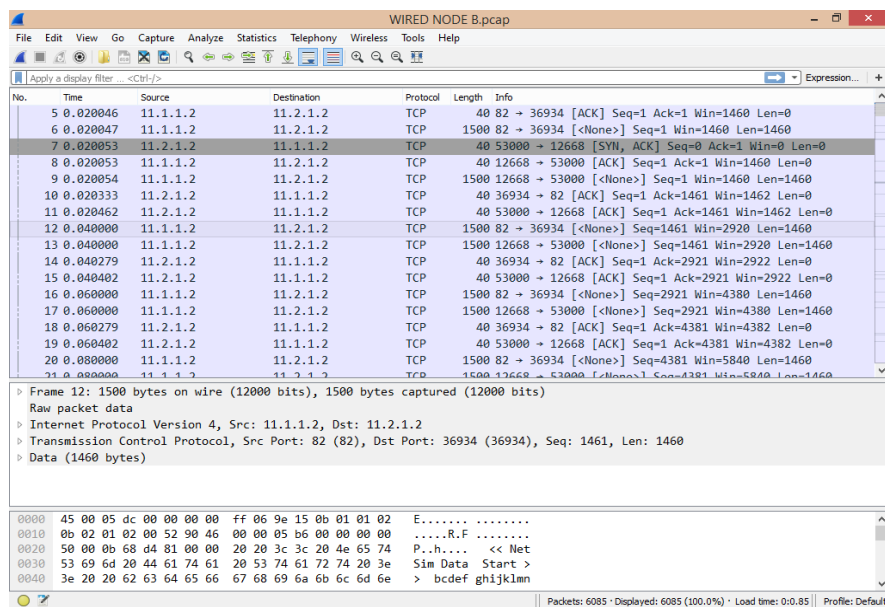 WIRED NODE B.pcap
File Edit View Go Capture Analyze Statistics Telephony Wireless Tools Help
Apply a display filter ... <Ctrl-/> Expression... +
No. Time Source Destination Protocol Length Info
5 0.020046 11.1.1.2 11.2.1.2 TCP 40 82 → 36934 [ACK] Seq=1 Ack=1 Win=1460 Len=0
6 0.020047 11.1.1.2 11.2.1.2 TCP 1500 82 → 36934 [<None>] Seq=1 Win=1460 Len=1460
7 0.020053 11.2.1.2 11.1.1.2 TCP 40 53000 → 12668 [SYN, ACK] Seq=0 Ack=1 Win=0 Len=0
8 0.020053 11.1.1.2 11.2.1.2 TCP 40 12668 → 53000 [ACK] Seq=1 Ack=1 Win=1460 Len=0
9 0.020054 11.1.1.2 11.2.1.2 TCP 1500 12668 → 53000 [<None>] Seq=1 Win=1460 Len=1460
10 0.020333 11.2.1.2 11.1.1.2 TCP 40 36934 → 82 [ACK] Seq=1 Ack=1461 Win=1462 Len=0
11 0.020462 11.2.1.2 11.1.1.2 TCP 40 53000 → 12668 [ACK] Seq=1 Ack=1461 Win=1462 Len=0
12 0.040000 11.1.1.2 11.2.1.2 TCP 1500 82 → 36934 [<None>] Seq=1461 Win=2920 Len=1460
13 0.040000 11.1.1.2 11.2.1.2 TCP 1500 12668 → 53000 [<None>] Seq=1461 Win=2920 Len=1460
14 0.040279 11.2.1.2 11.1.1.2 TCP 40 36934 → 82 [ACK] Seq=1 Ack=2921 Win=2922 Len=0
15 0.040402 11.2.1.2 11.1.1.2 TCP 40 53000 → 12668 [ACK] Seq=1 Ack=2921 Win=2922 Len=0
16 0.060000 11.1.1.2 11.2.1.2 TCP 1500 82 → 36934 [<None>] Seq=2921 Win=4380 Len=1460
17 0.060000 11.1.1.2 11.2.1.2 TCP 1500 12668 → 53000 [<None>] Seq=2921 Win=4380 Len=1460
18 0.060279 11.2.1.2 11.1.1.2 TCP 40 36934 → 82 [ACK] Seq=1 Ack=4381 Win=4382 Len=0
19 0.060402 11.2.1.2 11.1.1.2 TCP 40 53000 → 12668 [ACK] Seq=1 Ack=4381 Win=4382 Len=0
20 0.080000 11.1.1.2 11.2.1.2 TCP 1500 82 → 36934 [<None>] Seq=4381 Win=5840 Len=1460
21 0.080000 11.1.1.2 11.2.1.2 TCP 1500 12668 → 53000 [<None>] Seq=4381 Win=5840 Len=1460
Frame 12: 1500 bytes on wire (12000 bits), 1500 bytes captured (12000 bits)
Raw packet data
Internet Protocol Version 4, Src: 11.1.1.2, Dst: 11.2.1.2
Transmission Control Protocol, Src Port: 82 (82), Dst Port: 36934 (36934), Seq: 1461, Len: 1460
Data (1460 bytes)
0000 45 00 05 dc 00 00 00 00 ff 06 9e 15 0b 01 01 02 E....... ........
0010 0b 02 01 02 00 52 90 46 00 00 05 b6 00 00 00 00 .....R.F ........
0020 50 00 0b 68 d4 81 00 00 20 20 3c 3c 20 4e 65 74 P..h.... << Net
0030 53 69 6d 20 44 61 74 61 20 53 74 61 72 74 20 3e Sim Data Start >
0040 3e 20 20 62 63 64 65 66 67 68 69 6a 6b 6c 6d 6e > bcdef ghijklmn
Packets: 6085 · Displayed: 6085 (100.0%) · Load time: 0:0.85 Profile: Default